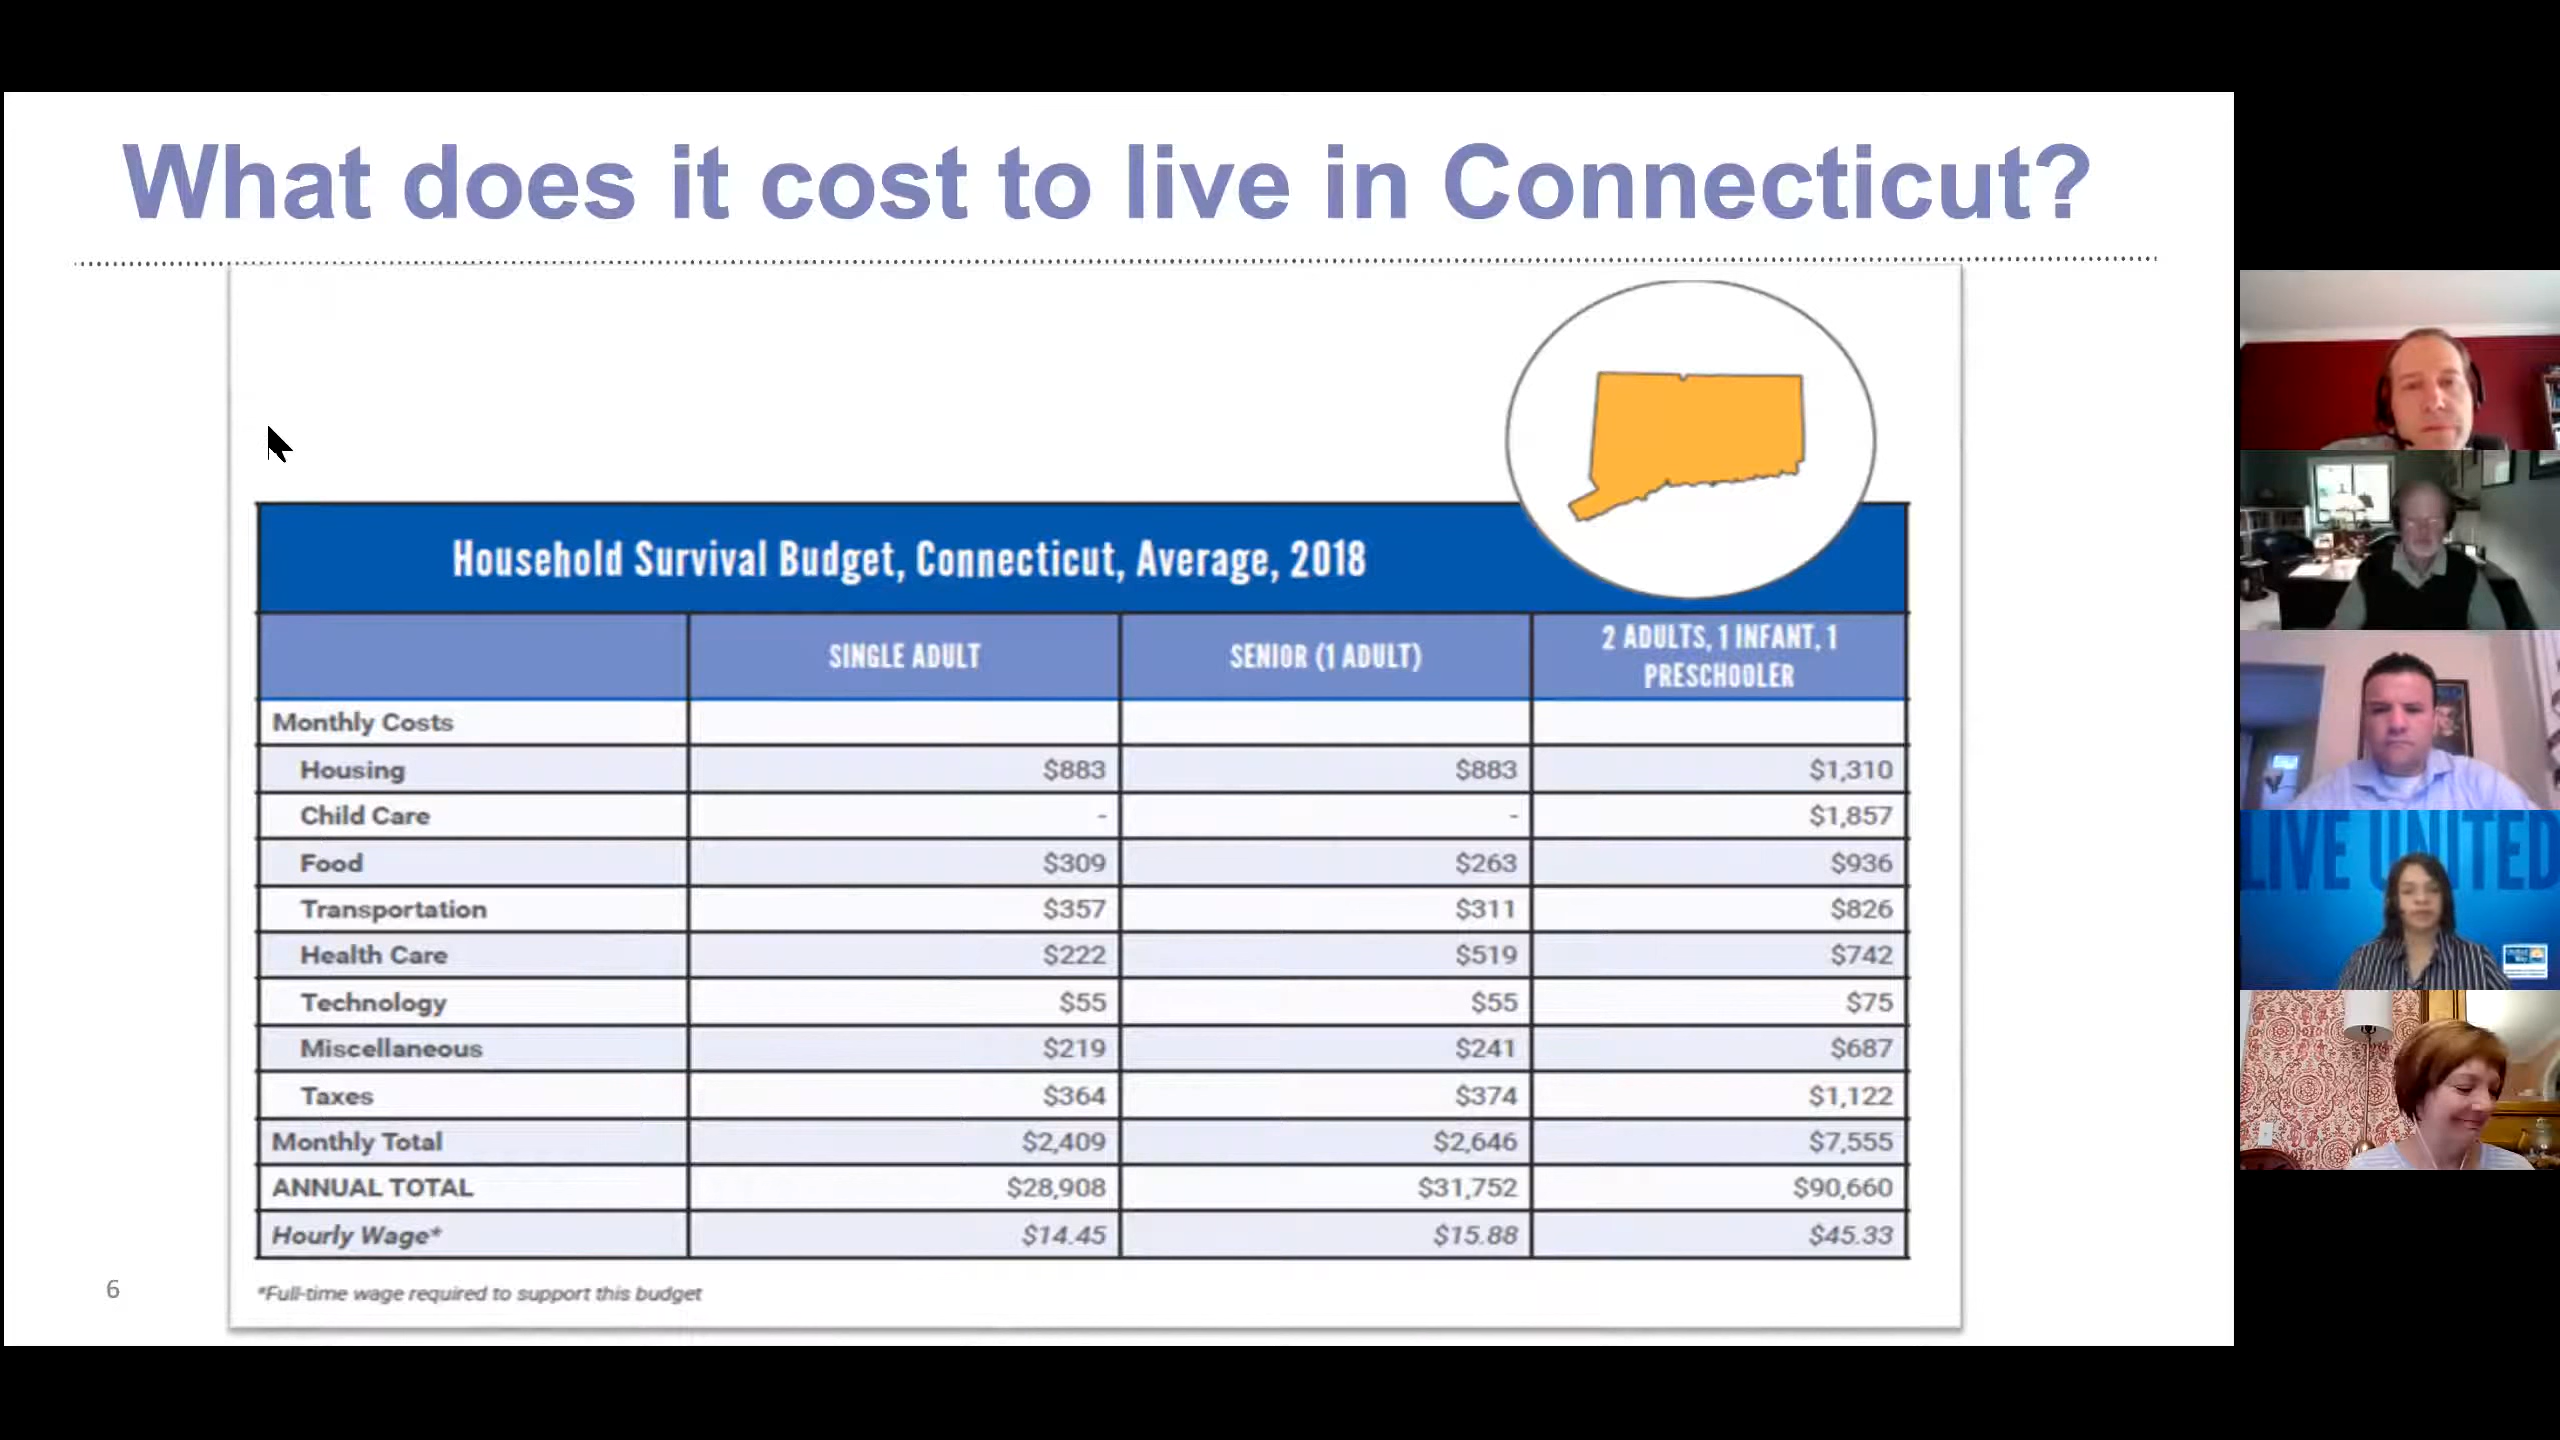 What does it cost to live in Connecticut?
Household Survival Budget, Connecticut, Average, 2018
SINGLE ADULT SENIOR (1 ADULT) 2 ADULTS, 1 INFANT, 1 PRESCHOOLER
Monthly Costs
Housing $883 $883 $1,310
Child Care - - $1,857
Food $309 $263 $936
Transportation $357 $311 $826
Health Care $222 $519 $742
Technology $55 $55 $75
Miscellaneous $219 $241 $687
Taxes $364 $374 $1,122
Monthly Total $2,409 $2,646 $7,555
ANNUAL TOTAL $28,908 $31,752 $90,660
Hourly Wage* $14.45 $15.88 $45.33
*Full-time wage required to support this budget
6
LIVE UNITED